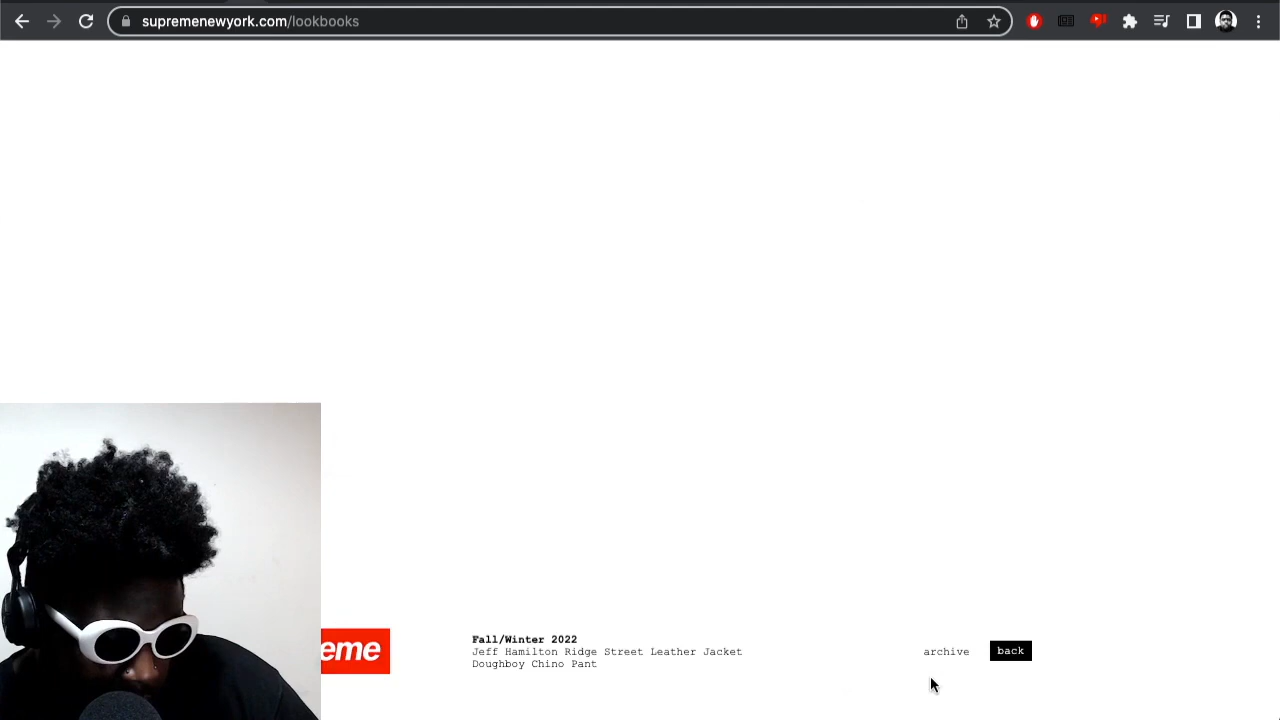 supremenewyork.com/lookbooks
eme
Fall/Winter 2022
Jeff Hamilton Ridge Street Leather Jacket
Doughboy Chino Pant
archive
back